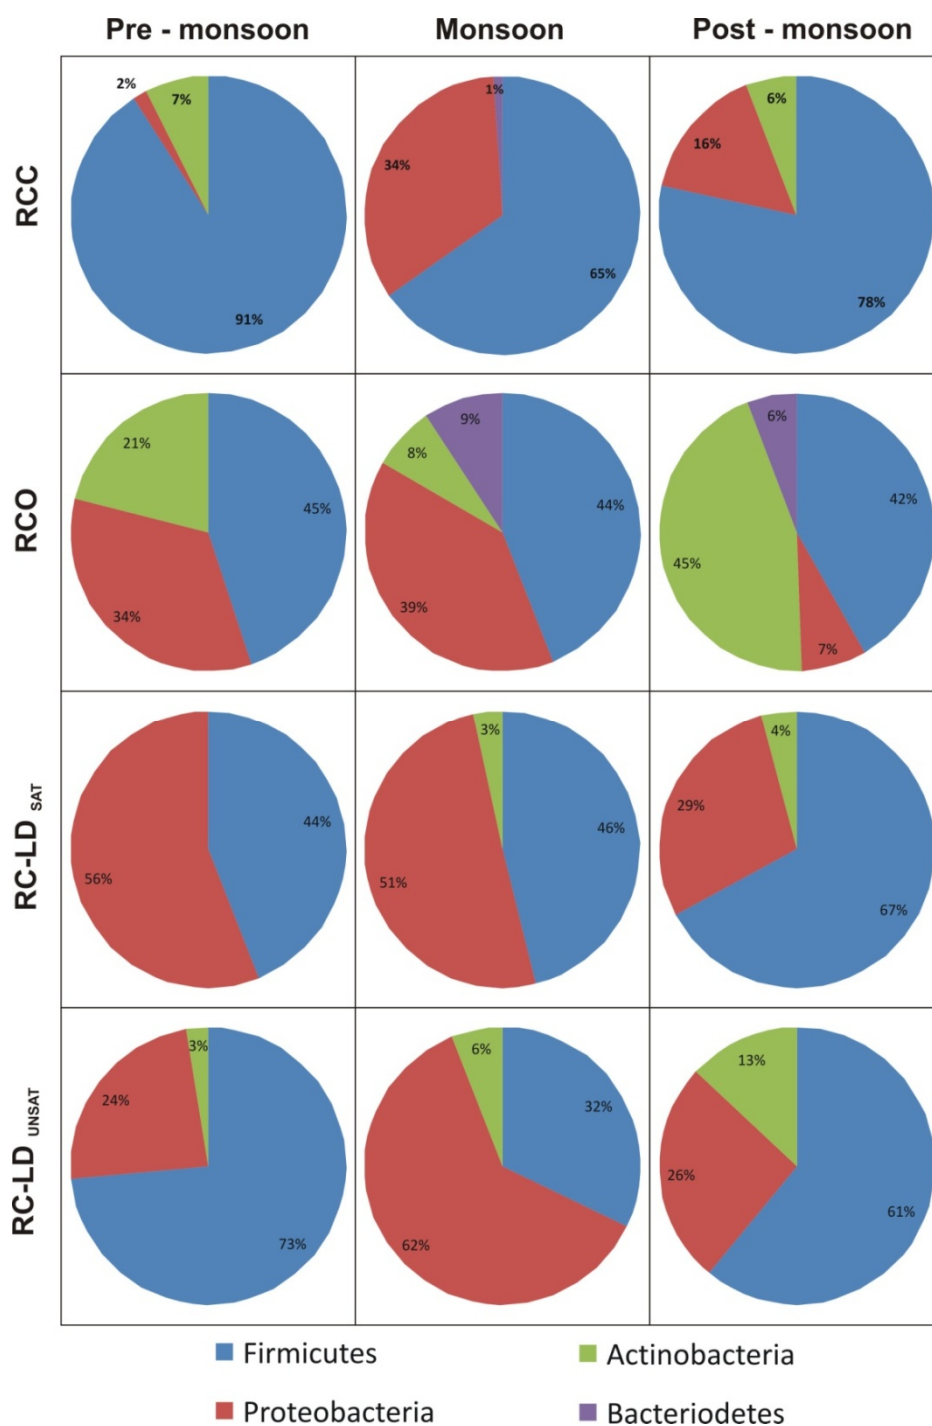 Pre - monsoon Monsoon Post - monsoon
RCC
2% 7% 91%
34% 1% 65%
16% 6% 78%
RCO
21% 45% 34%
8% 9% 44% 39%
6% 42% 45% 7%
RC-LD SAT
44% 56%
3% 46% 51%
4% 29% 67%
RC-LD UNSAT
3% 24% 73%
6% 32% 62%
13% 26% 61%
Firmicutes Actinobacteria
Proteobacteria Bacteriodetes